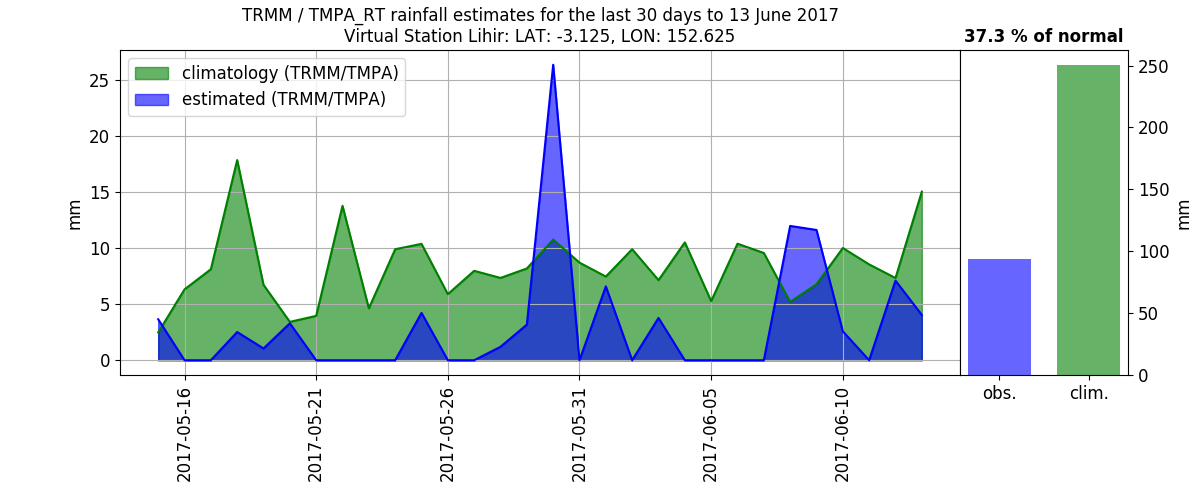 TRMM / TMPA_RT rainfall estimates for the last 30 days to 13 June 2017
Virtual Station Lihir: LAT: -3.125, LON: 152.625
37.3 % of normal
climatology (TRMM/TMPA)
estimated (TRMM/TMPA)
mm
25
20
15
10
5
0
2017-05-16
2017-05-21
2017-05-26
2017-05-31
2017-06-05
2017-06-10
250
200
150
100
50
0
mm
obs.
clim.